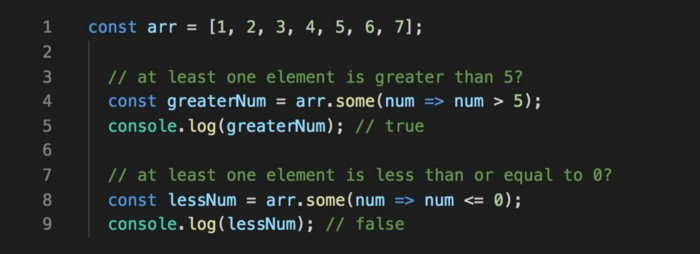 1 const arr = [1, 2, 3, 4, 5, 6, 7];
2
3 // at least one element is greater than 5?
4 const greaterNum = arr.some(num => num > 5);
5 console.log(greaterNum); // true
6
7 // at least one element is less than or equal to 0?
8 const lessNum = arr.some(num => num <= 0);
9 console.log(lessNum); // false